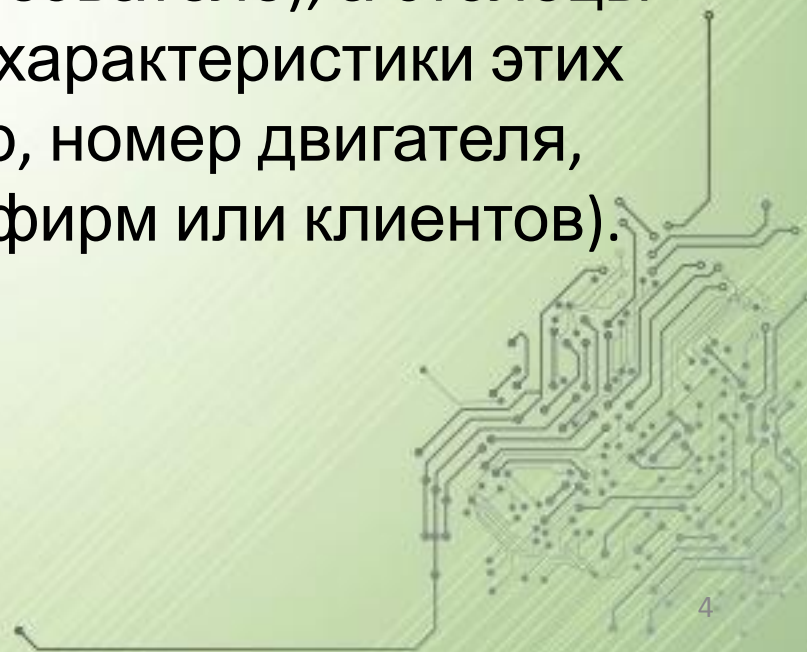 характеристики этих
номер двигателя,
фирм или клиентов).
4